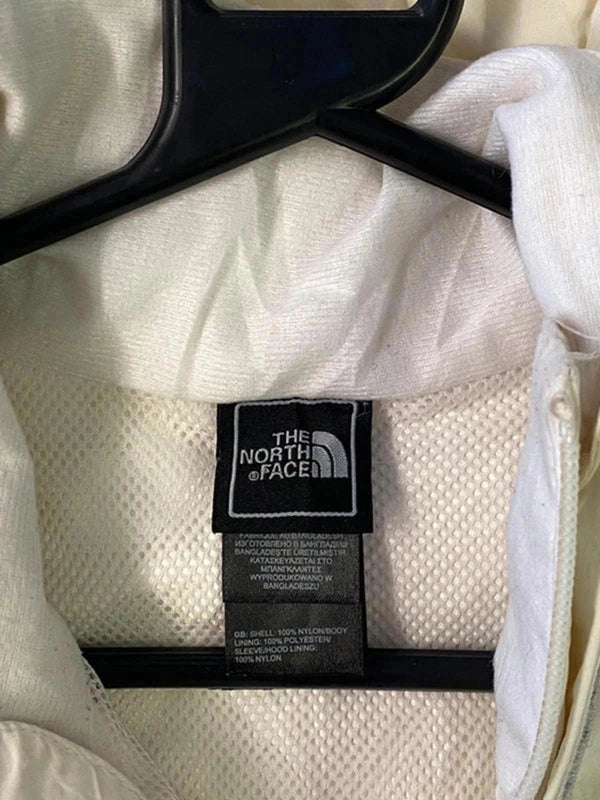 THE
NORTH
FACE
®
FABRIQUÉ AU BANGLADESH
ИЗГОТОВЛЕНО В БАНГЛАДЕШ
BANGLADEŞ'TE ÜRETİLMİŞTİR
ΚΑΤΑΣΚΕΥΑΖΕΤΑΙ ΣΤΟ
ΜΠΑΝΓΚΛΑΝΤΕΣ
WYPRODUKOWANO W
BANGLADESZU
GB: SHELL: 100% NYLON/BODY
LINING: 100% POLYESTER/
SLEEVE/HOOD LINING:
100% NYLON